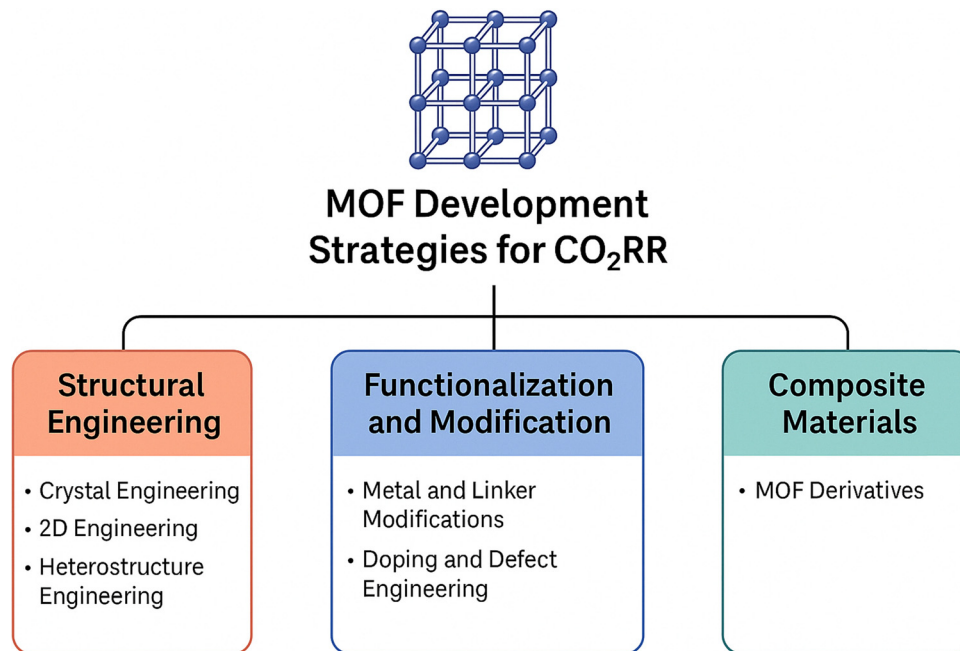 MOF Development
Strategies for CO₂RR
Structural
Engineering
• Crystal Engineering
• 2D Engineering
• Heterostructure
Engineering
Functionalization
and Modification
• Metal and Linker
Modifications
• Doping and Defect
Engineering
Composite
Materials
• MOF Derivatives